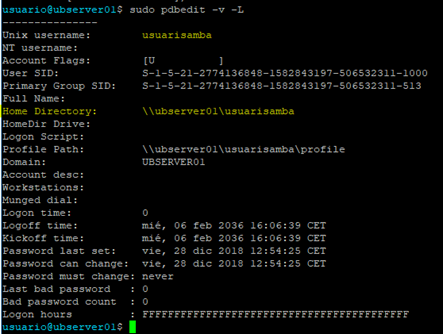 usuario@ubserver01$ sudo pdbedit -v -L
---------------
Unix username:        usuarisamba
NT username:
Account Flags:        [U          ]
User SID:             S-1-5-21-2774136848-1582843197-506532311-1000
Primary Group SID:    S-1-5-21-2774136848-1582843197-506532311-513
Full Name:
Home Directory:       \\ubserver01\usuarisamba
HomeDir Drive:
Logon Script:
Profile Path:         \\ubserver01\usuarisamba\profile
Domain:               UBSERVER01
Account desc:
Workstations:
Munged dial:
Logon time:           0
Logoff time:          mié, 06 feb 2036 16:06:39 CET
Kickoff time:         mié, 06 feb 2036 16:06:39 CET
Password last set:    vie, 28 dic 2018 12:54:25 CET
Password can change:  vie, 28 dic 2018 12:54:25 CET
Password must change: never
Last bad password   : 0
Bad password count  : 0
Logon hours         : FFFFFFFFFFFFFFFFFFFFFFFFFFFFFFFFFFFFFFFFFF
usuario@ubserver01$